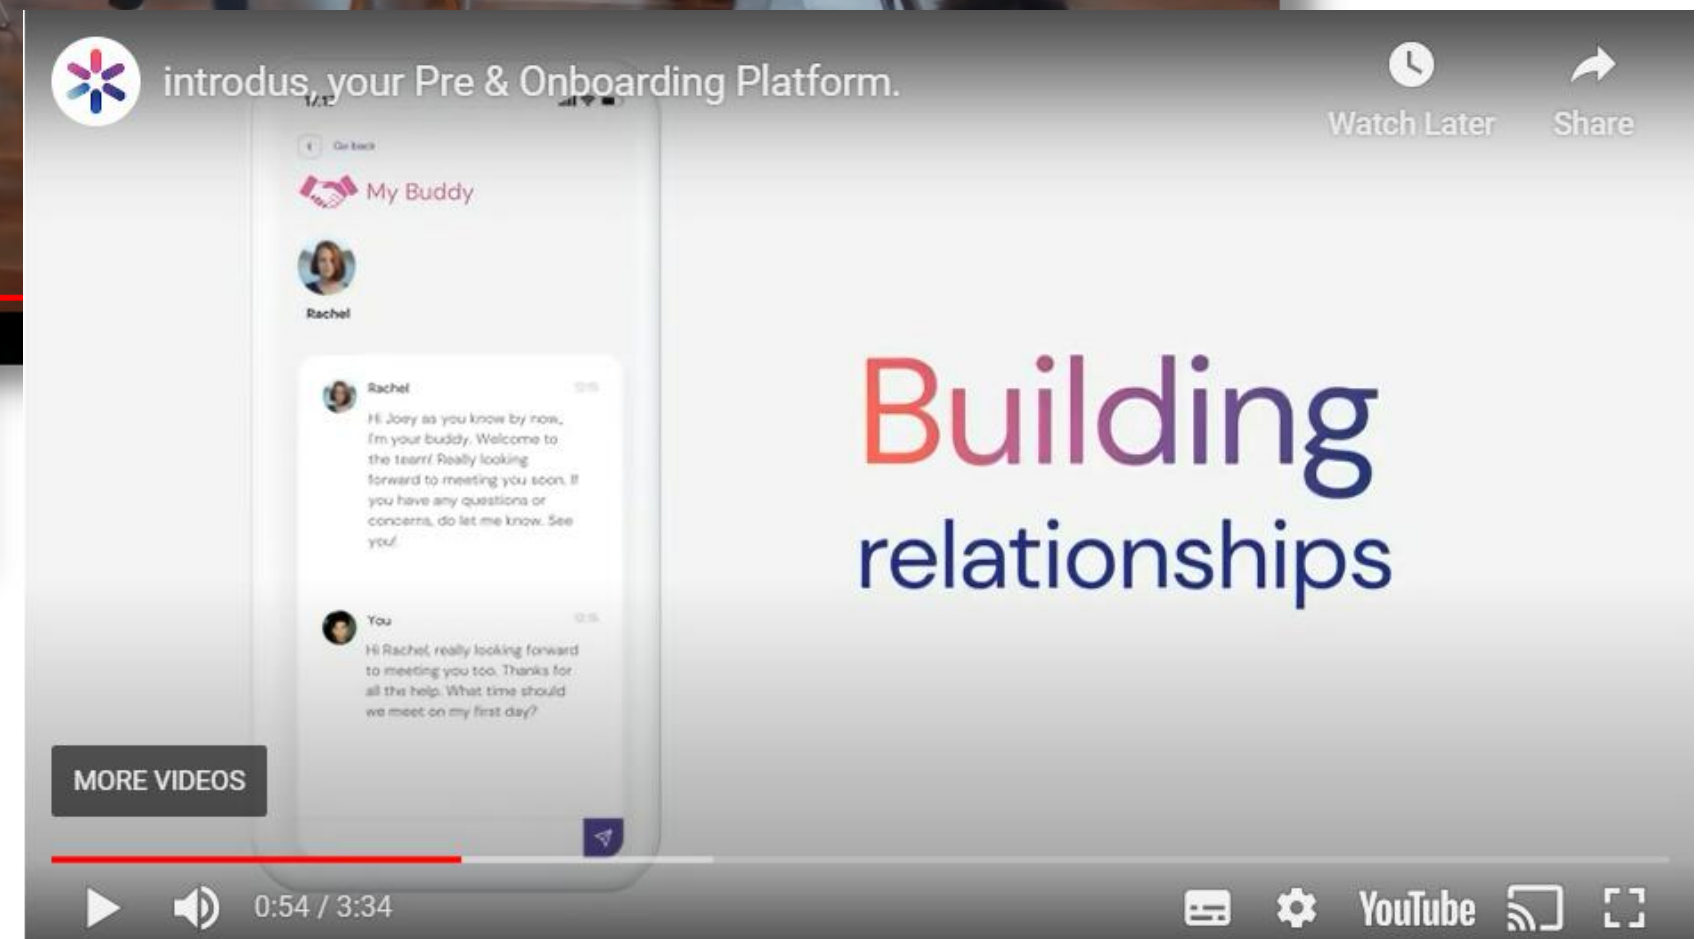 introdus, your Pre & Onboarding Platform.
Watch Later
Share
Go back
My Buddy
Rachel
Rachel
Hi Joey as you know by now,
I'm your buddy. Welcome to
the team! Really looking
forward to meeting you soon. If
you have any questions or
concerns, do let me know. See
you!
You
Hi Rachel, really looking forward
to meeting you too. Thanks for
all the help. What time should
we meet on my first day?
Building
relationships
MORE VIDEOS
0:54 / 3:34
YouTube